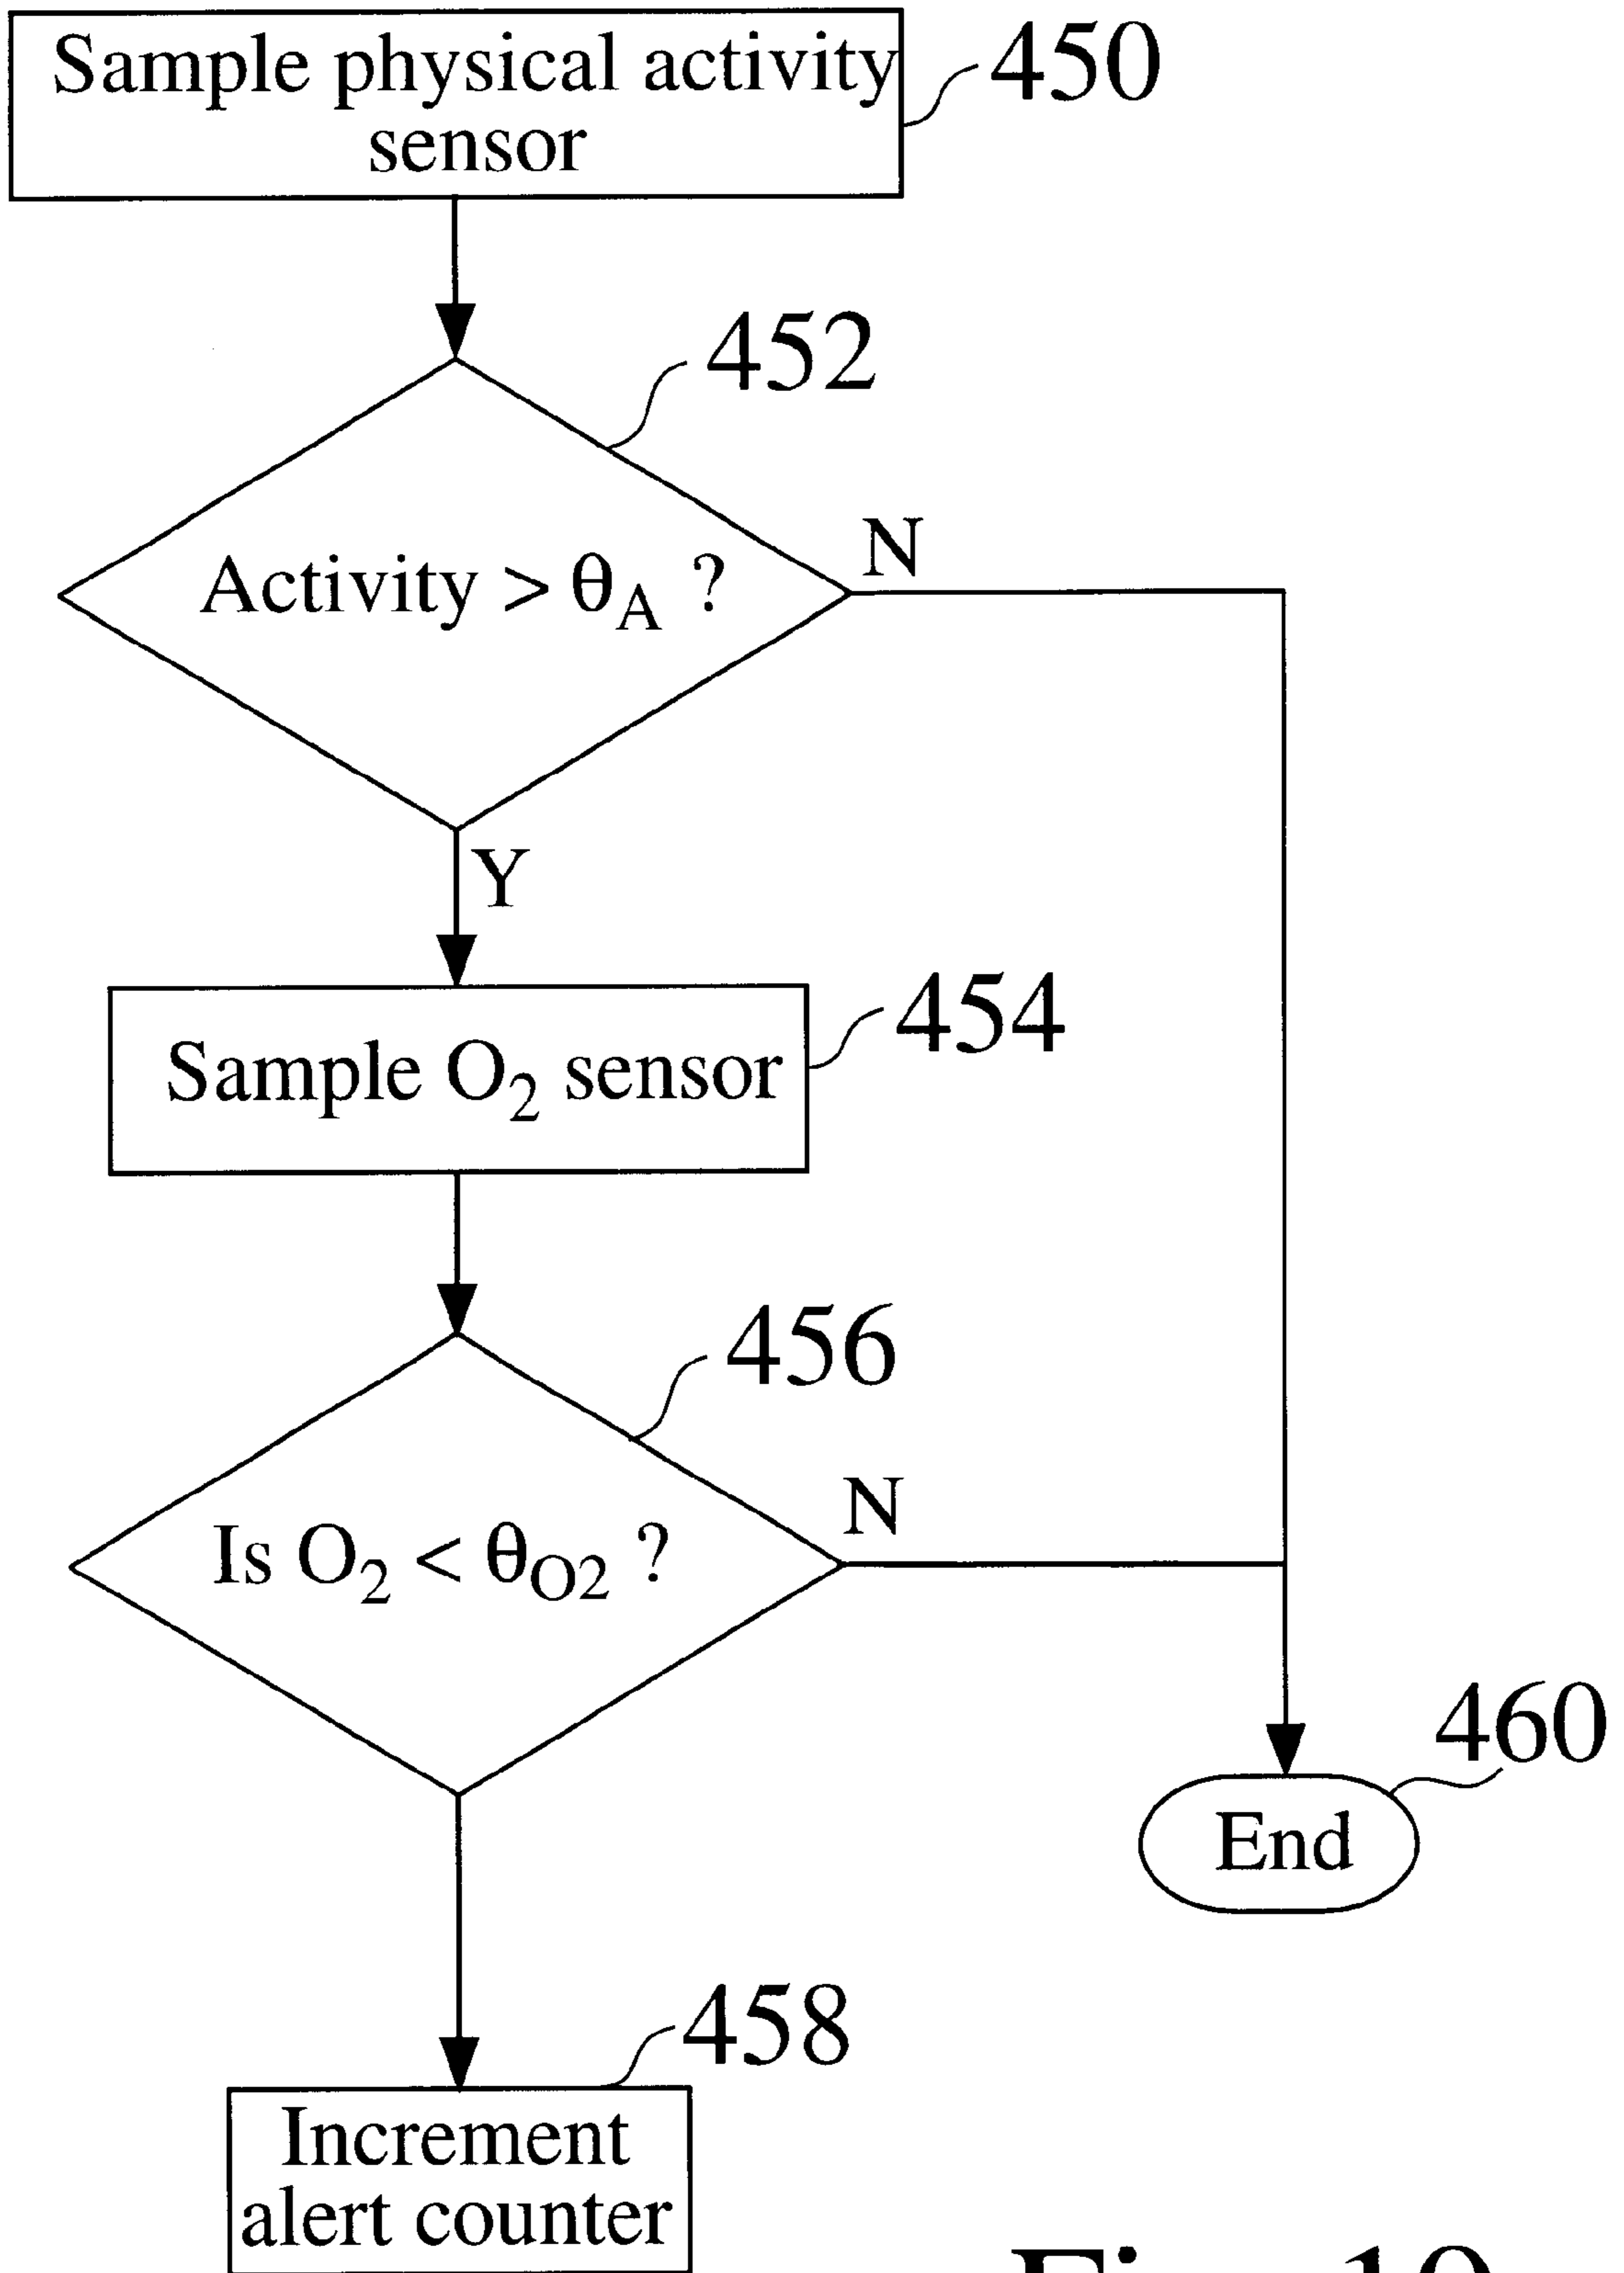 Sample physical activity
sensor
450
452
Activity > θA ?
N
Y
Sample O2 sensor
454
456
Is O2 < θO2 ?
N
460
End
458
Increment
alert counter